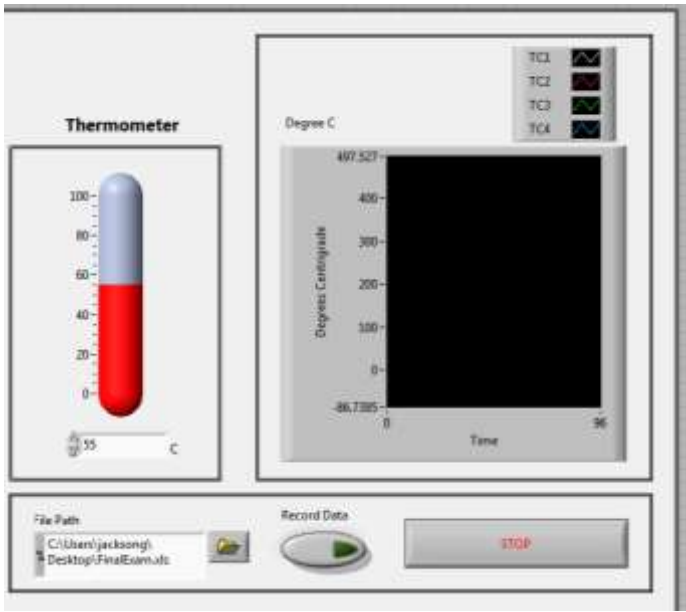 TC1
TC2
TC3
TC4
Thermometer
Degree C
100
80
60
40
20
0
55
C
497.527
400
300
200
100
0
-86.7385
Degrees Centigrade
0
96
Time
File Path
C:\Users\jacksong\
Desktop\FinalExam.xls
Record Data
STOP